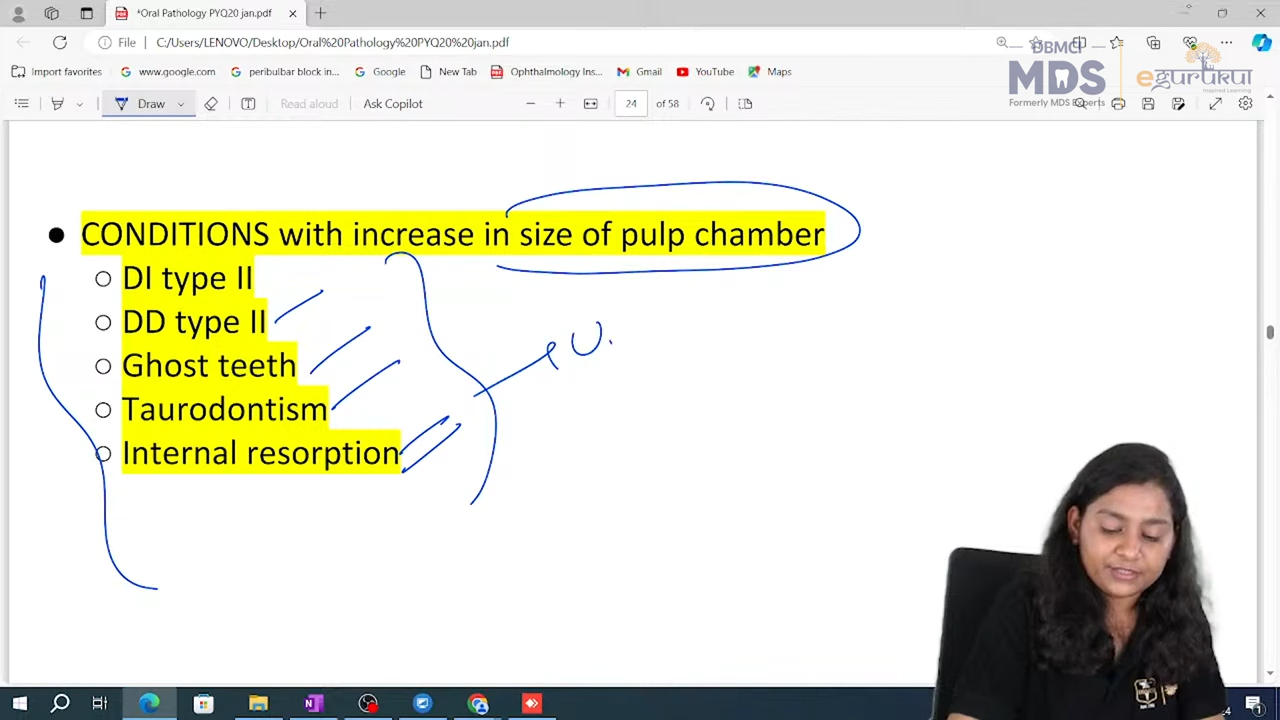 *Oral Pathology PYQ20 jan.pdf
File C:/Users/LENOVO/Desktop/Oral%20Pathology%20PYQ20%20jan.pdf
DBMCI
MDS
Formerly MDS Experts
egurukul
Inspired Learning
Import favorites www.google.com peribulbar block in... Google New Tab Ophthalmology Ins... Gmail YouTube Maps
Draw Read aloud Ask Copilot 24 of 58
CONDITIONS with increase in size of pulp chamber
DI type II
DD type II
Ghost teeth
Taurodontism
Internal resorption